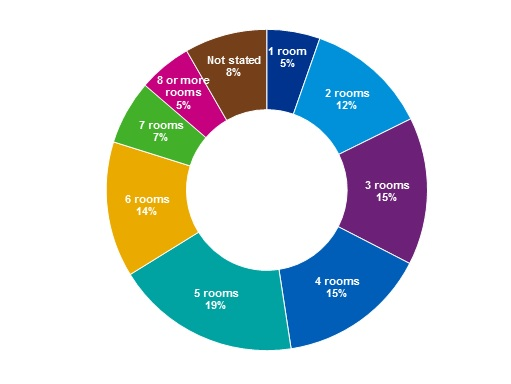 1 room
5%
2 rooms
12%
3 rooms
15%
4 rooms
15%
5 rooms
19%
6 rooms
14%
7 rooms
7%
8 or more
rooms
5%
Not stated
8%